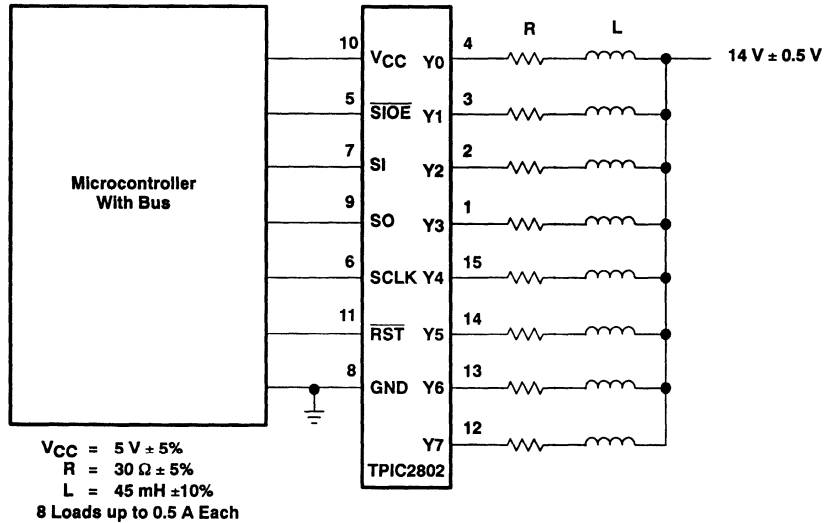 R L
10 VCC Y0 4 14 V ± 0.5 V
5 SIOE Y1 3
7 SI Y2 2
Microcontroller
With Bus
9 SO Y3 1
6 SCLK Y4 15
11 RST Y5 14
8 GND Y6 13
Y7 12
TPIC2802
VCC = 5 V ± 5%
R = 30 Ω ± 5%
L = 45 mH ±10%
8 Loads up to 0.5 A Each